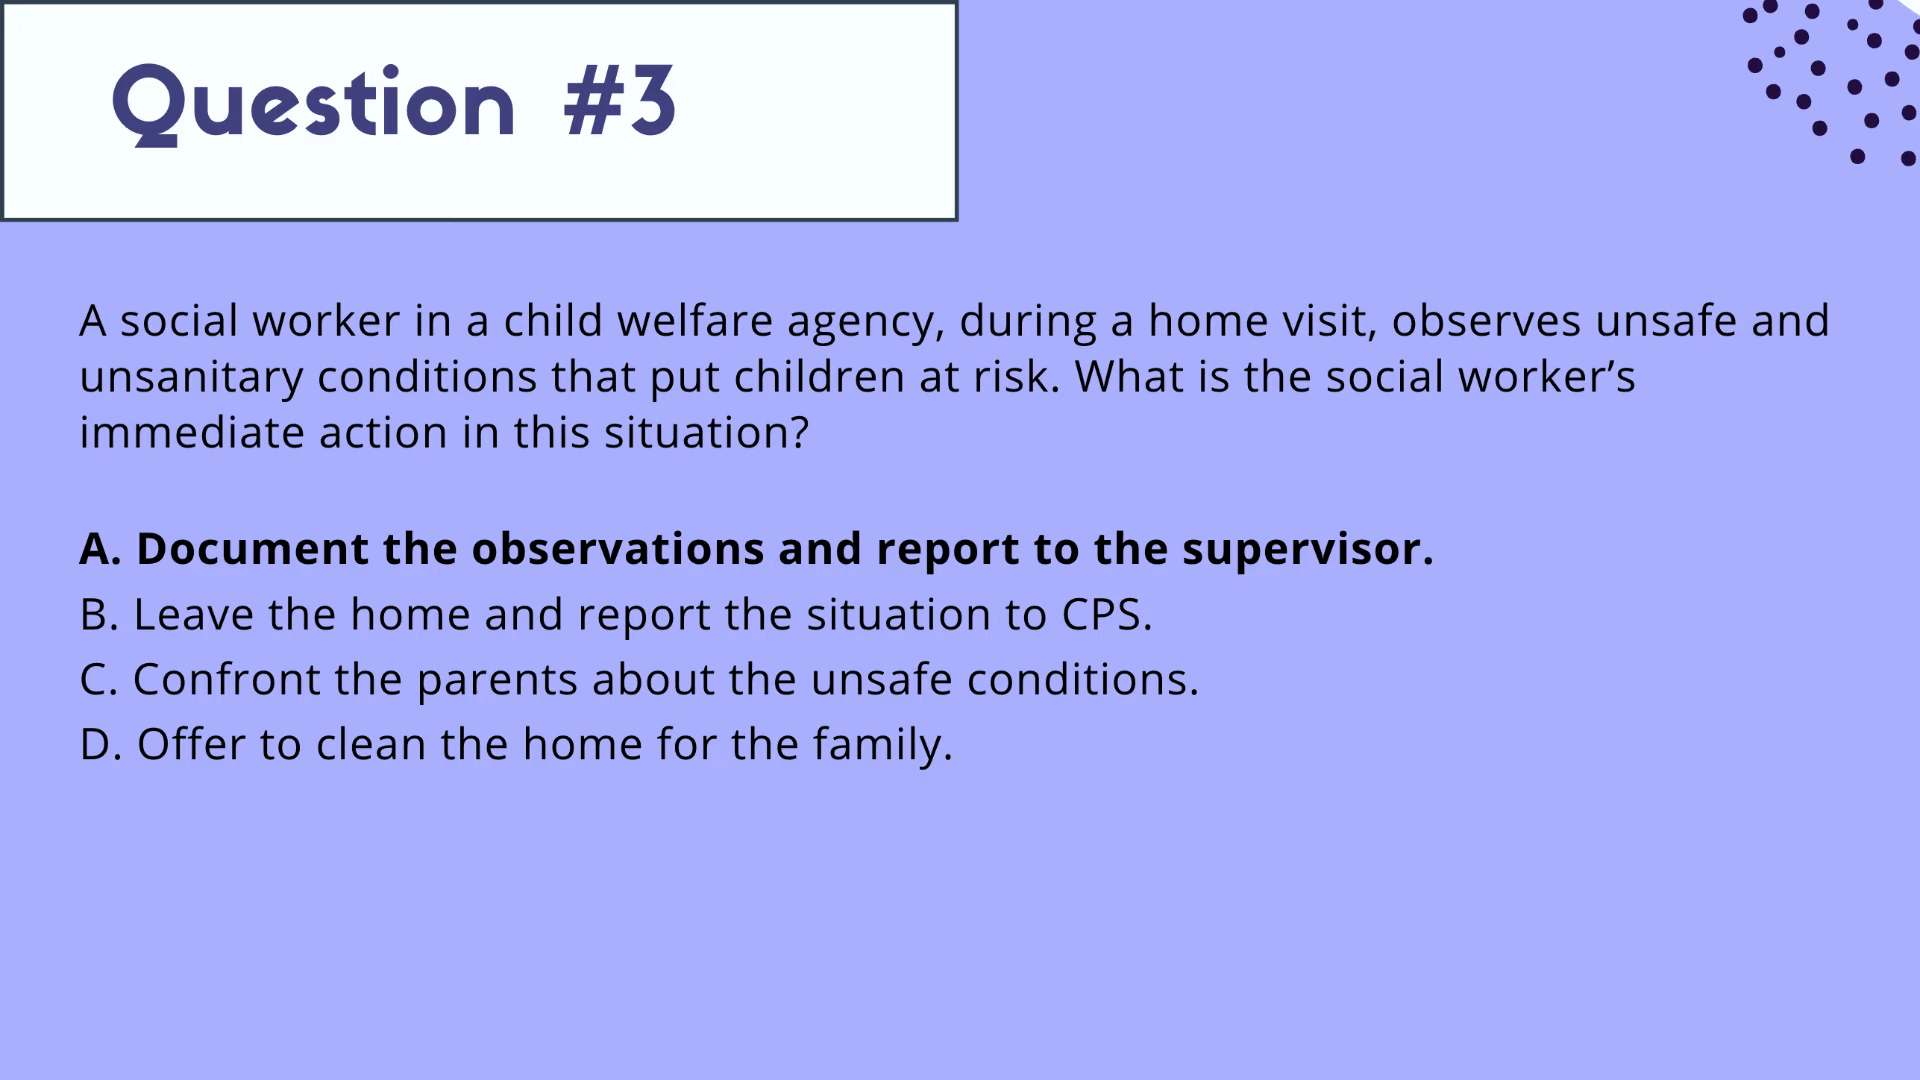 Question #3
A social worker in a child welfare agency, during a home visit, observes unsafe and
unsanitary conditions that put children at risk. What is the social worker’s
immediate action in this situation?
A. Document the observations and report to the supervisor.
B. Leave the home and report the situation to CPS.
C. Confront the parents about the unsafe conditions.
D. Offer to clean the home for the family.